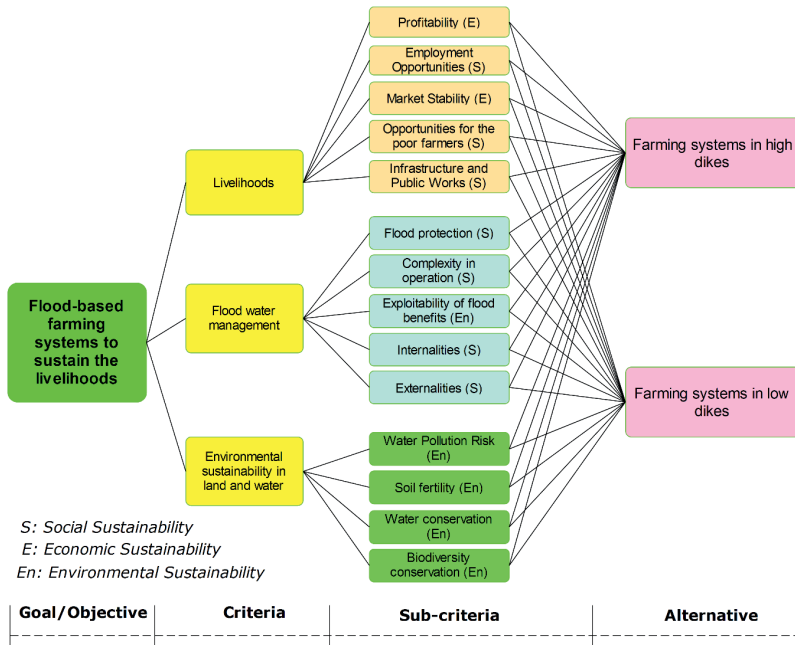 Flood-based
farming
systems to
sustain the
livelihoods
Livelihoods
Flood water
management
Environmental
sustainability in
land and water
Profitability (E)
Employment
Opportunities (S)
Market Stability (E)
Opportunities for the
poor farmers (S)
Infrastructure and
Public Works (S)
Flood protection (S)
Complexity in
operation (S)
Exploitability of flood
benefits (En)
Internalities (S)
Externalities (S)
Water Pollution Risk
(En)
Soil fertility (En)
Water conservation
(En)
Biodiversity
conservation (En)
Farming systems in high
dikes
Farming systems in low
dikes
S: Social Sustainability
E: Economic Sustainability
En: Environmental Sustainability
Goal/Objective
Criteria
Sub-criteria
Alternative